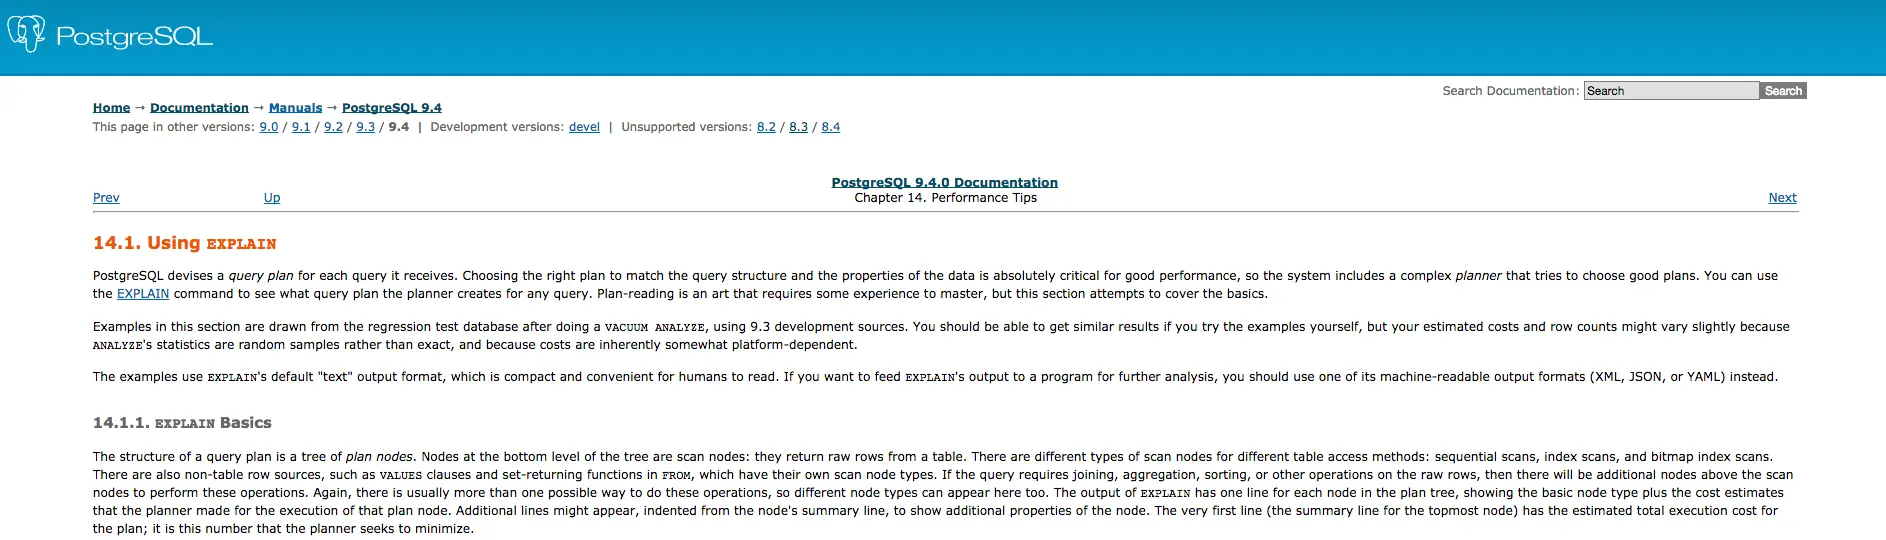 PostgreSQL
Search Documentation: Search Search
Home → Documentation → Manuals → PostgreSQL 9.4
This page in other versions: 9.0 / 9.1 / 9.2 / 9.3 / 9.4 | Development versions: devel | Unsupported versions: 8.2 / 8.3 / 8.4
PostgreSQL 9.4.0 Documentation
Prev Up Chapter 14. Performance Tips Next
14.1. Using EXPLAIN
PostgreSQL devises a query plan for each query it receives. Choosing the right plan to match the query structure and the properties of the data is absolutely critical for good performance, so the system includes a complex planner that tries to choose good plans. You can use
the EXPLAIN command to see what query plan the planner creates for any query. Plan-reading is an art that requires some experience to master, but this section attempts to cover the basics.
Examples in this section are drawn from the regression test database after doing a VACUUM ANALYZE, using 9.3 development sources. You should be able to get similar results if you try the examples yourself, but your estimated costs and row counts might vary slightly because
ANALYZE's statistics are random samples rather than exact, and because costs are inherently somewhat platform-dependent.
The examples use EXPLAIN's default "text" output format, which is compact and convenient for humans to read. If you want to feed EXPLAIN's output to a program for further analysis, you should use one of its machine-readable output formats (XML, JSON, or YAML) instead.
14.1.1. EXPLAIN Basics
The structure of a query plan is a tree of plan nodes. Nodes at the bottom level of the tree are scan nodes: they return raw rows from a table. There are different types of scan nodes for different table access methods: sequential scans, index scans, and bitmap index scans.
There are also non-table row sources, such as VALUES clauses and set-returning functions in FROM, which have their own scan node types. If the query requires joining, aggregation, sorting, or other operations on the raw rows, then there will be additional nodes above the scan
nodes to perform these operations. Again, there is usually more than one possible way to do these operations, so different node types can appear here too. The output of EXPLAIN has one line for each node in the plan tree, showing the basic node type plus the cost estimates
that the planner made for the execution of that plan node. Additional lines might appear, indented from the node's summary line, to show additional properties of the node. The very first line (the summary line for the topmost node) has the estimated total execution cost for
the plan; it is this number that the planner seeks to minimize.